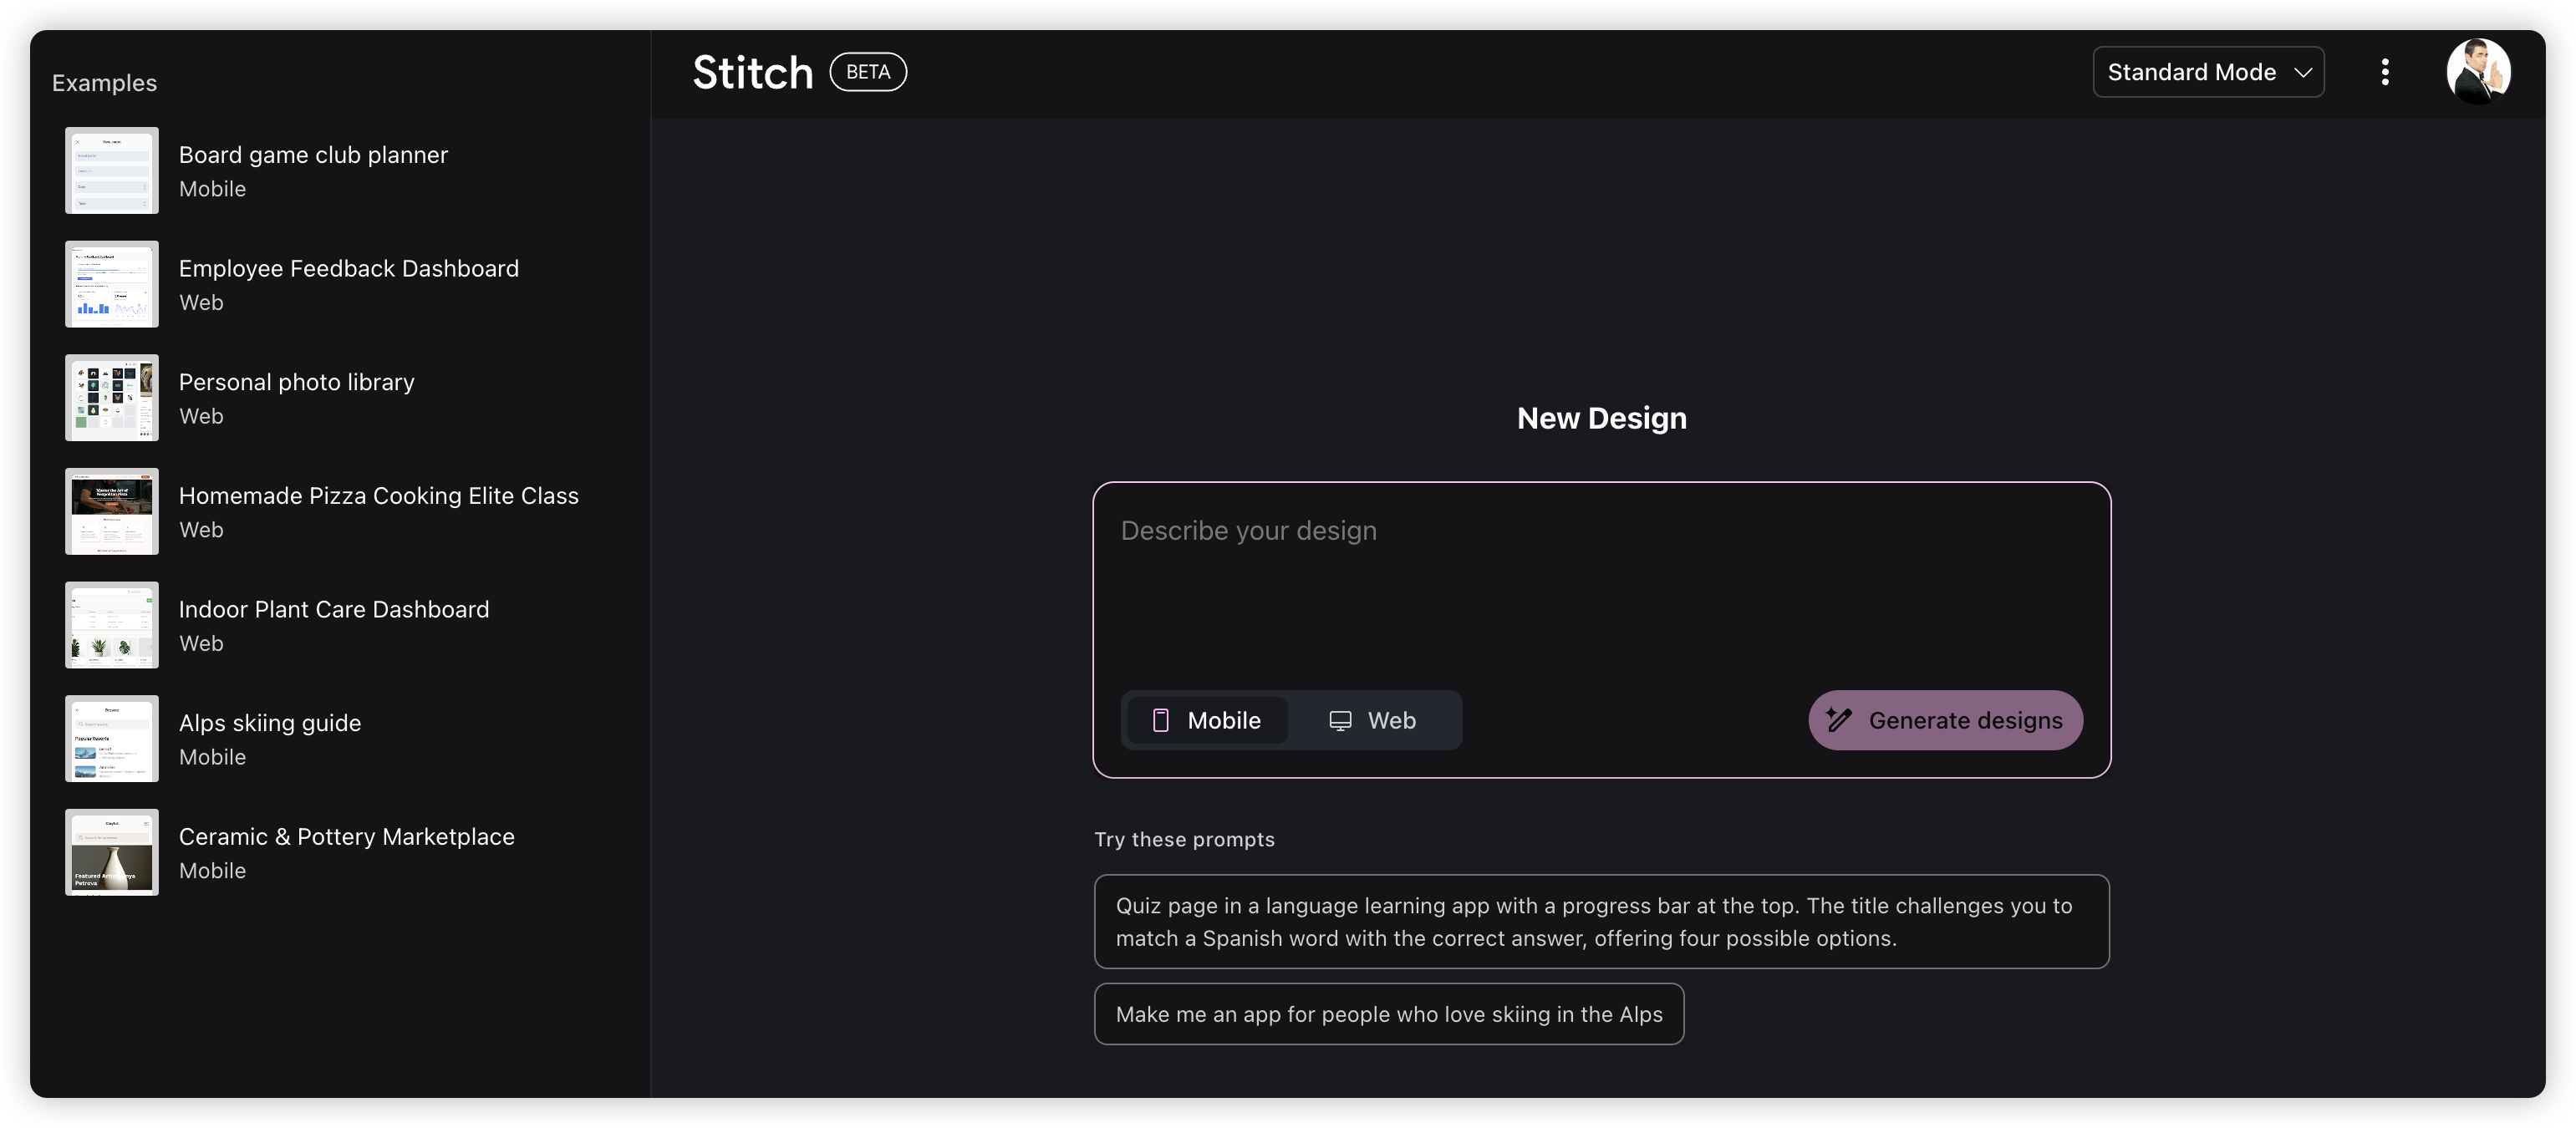 Examples
Board game club planner
Mobile
Employee Feedback Dashboard
Web
Personal photo library
Web
Homemade Pizza Cooking Elite Class
Web
Indoor Plant Care Dashboard
Web
Browse
Popular Resorts
Alps skiing guide
Mobile
Petrova
Ceramic & Pottery Marketplace
Mobile
Stitch
BETA
Standard Mode
New Design
Describe your design
Mobile
Web
Generate designs
Try these prompts
Quiz page in a language learning app with a progress bar at the top. The title challenges you to
match a Spanish word with the correct answer, offering four possible options.
Make me an app for people who love skiing in the Alps